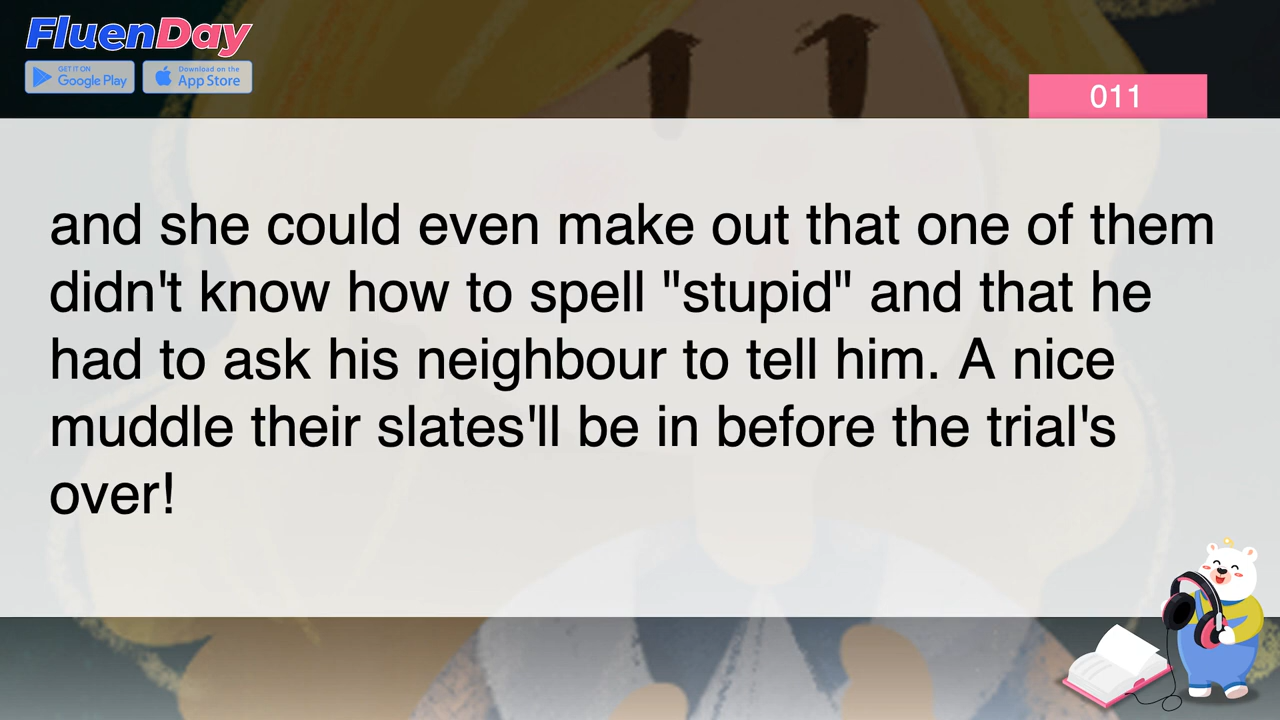 FluenDay
GET IT ON
Google Play
Download on the
App Store
011
and she could even make out that one of them
didn't know how to spell "stupid" and that he
had to ask his neighbour to tell him. A nice
muddle their slates'll be in before the trial's
over!